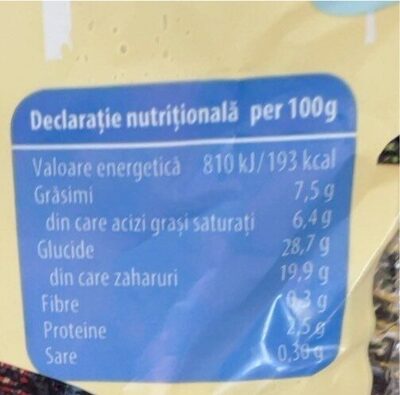 Declarație nutrițională per 100g
Valoare energetică 810 kJ/193 kcal
Grăsimi 7,5 g
din care acizi grași saturați 6,4 g
Glucide 28,7 g
din care zaharuri 19,9 g
Fibre 0,3 g
Proteine 2,5 g
Sare 0,30 g